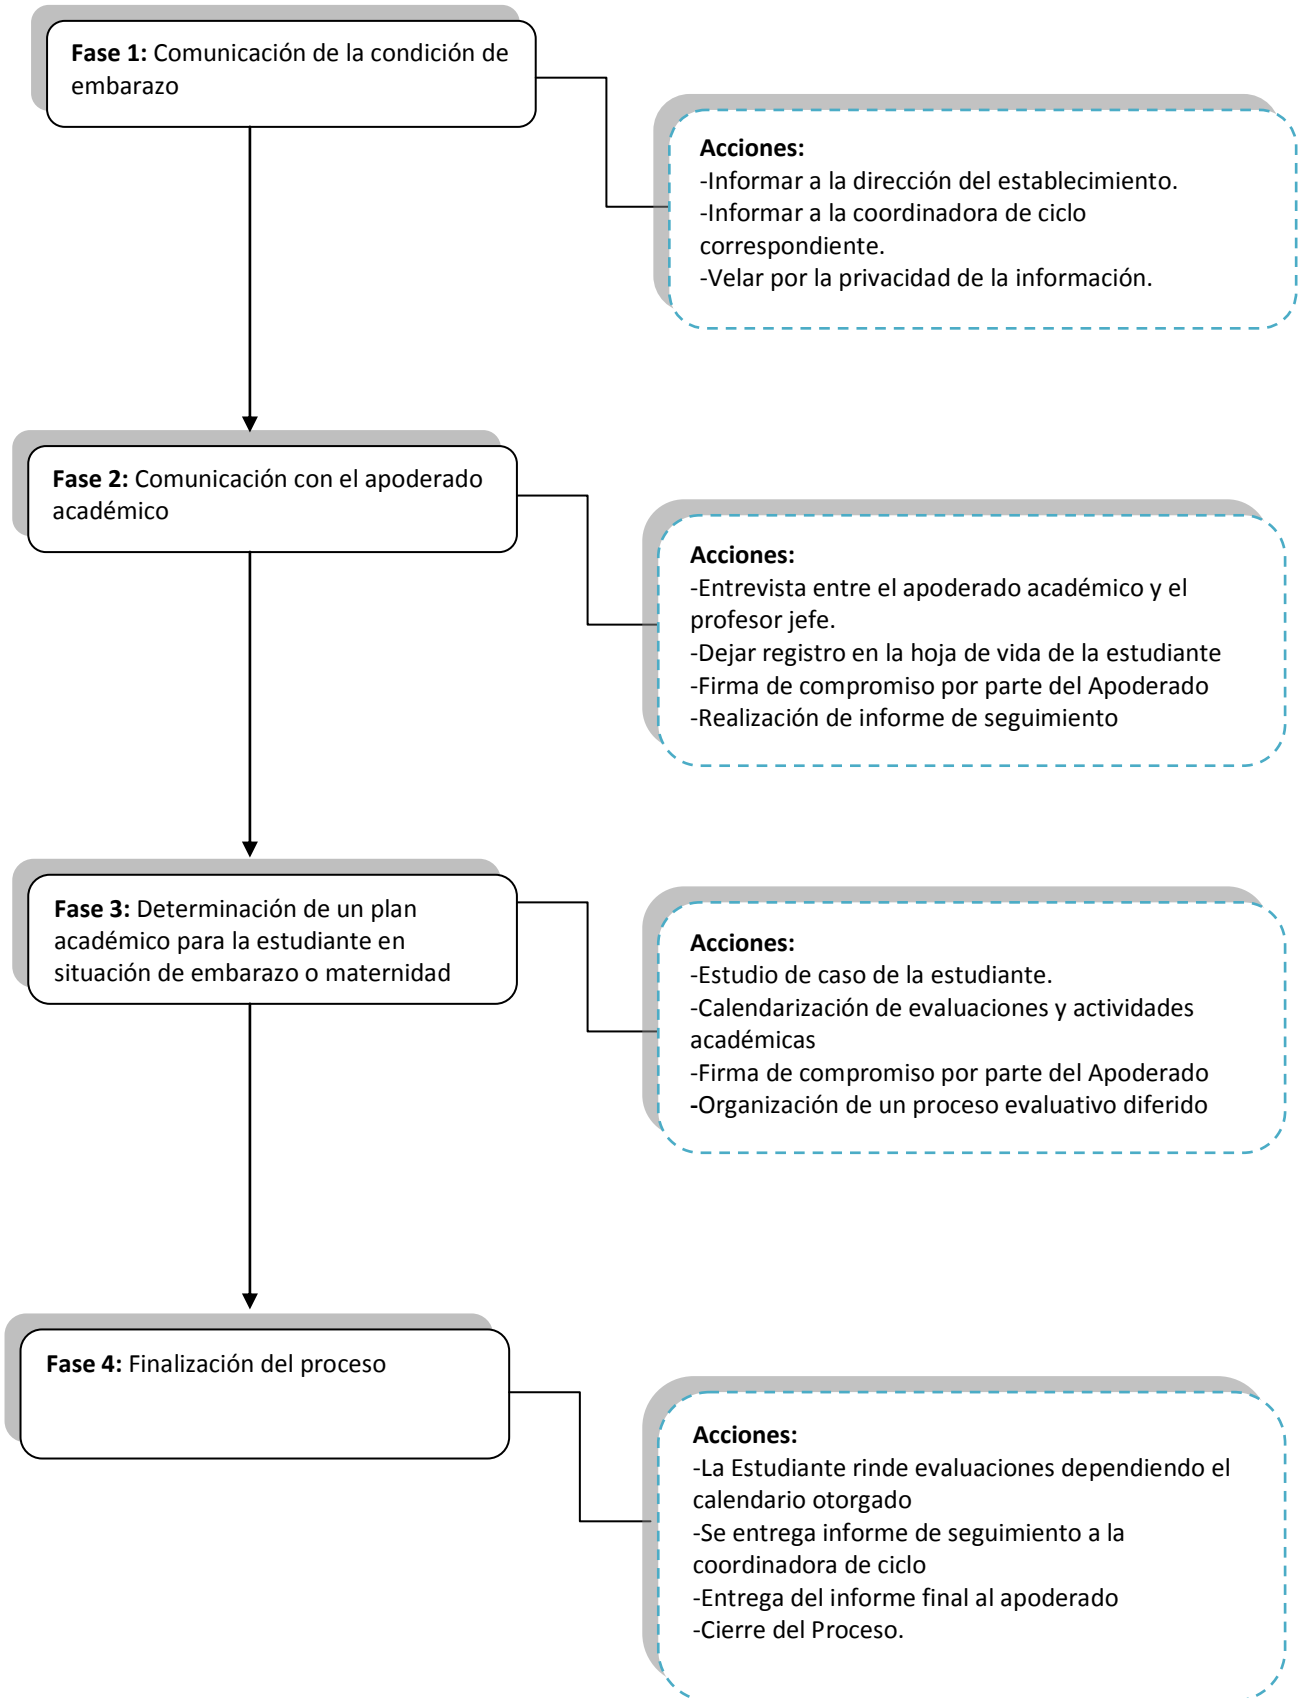 Fase 1: Comunicación de la condición de
embarazo
Acciones:
-Informar a la dirección del establecimiento.
-Informar a la coordinadora de ciclo
correspondiente.
-Velar por la privacidad de la información.
Fase 2: Comunicación con el apoderado
académico
Acciones:
-Entrevista entre el apoderado académico y el
profesor jefe.
-Dejar registro en la hoja de vida de la estudiante
-Firma de compromiso por parte del Apoderado
-Realización de informe de seguimiento
Fase 3: Determinación de un plan
académico para la estudiante en
situación de embarazo o maternidad
Acciones:
-Estudio de caso de la estudiante.
-Calendarización de evaluaciones y actividades
académicas
-Firma de compromiso por parte del Apoderado
-Organización de un proceso evaluativo diferido
Fase 4: Finalización del proceso
Acciones:
-La Estudiante rinde evaluaciones dependiendo el
calendario otorgado
-Se entrega informe de seguimiento a la
coordinadora de ciclo
-Entrega del informe final al apoderado
-Cierre del Proceso.